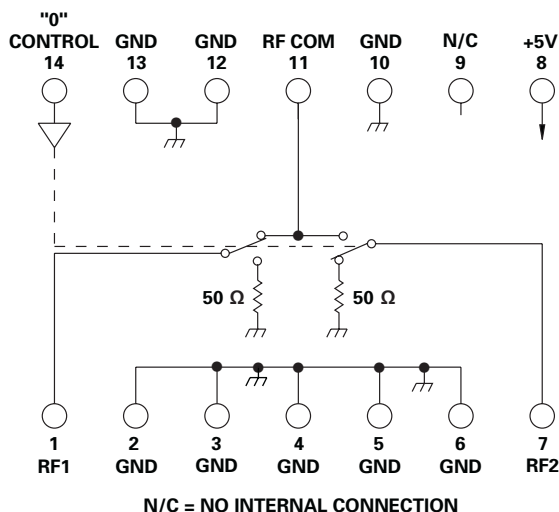 "0"
CONTROL GND GND RF COM GND N/C +5V
14 13 12 11 10 9 8
50 Ω 50 Ω
1 2 3 4 5 6 7
RF1 GND GND GND GND GND RF2
N/C = NO INTERNAL CONNECTION